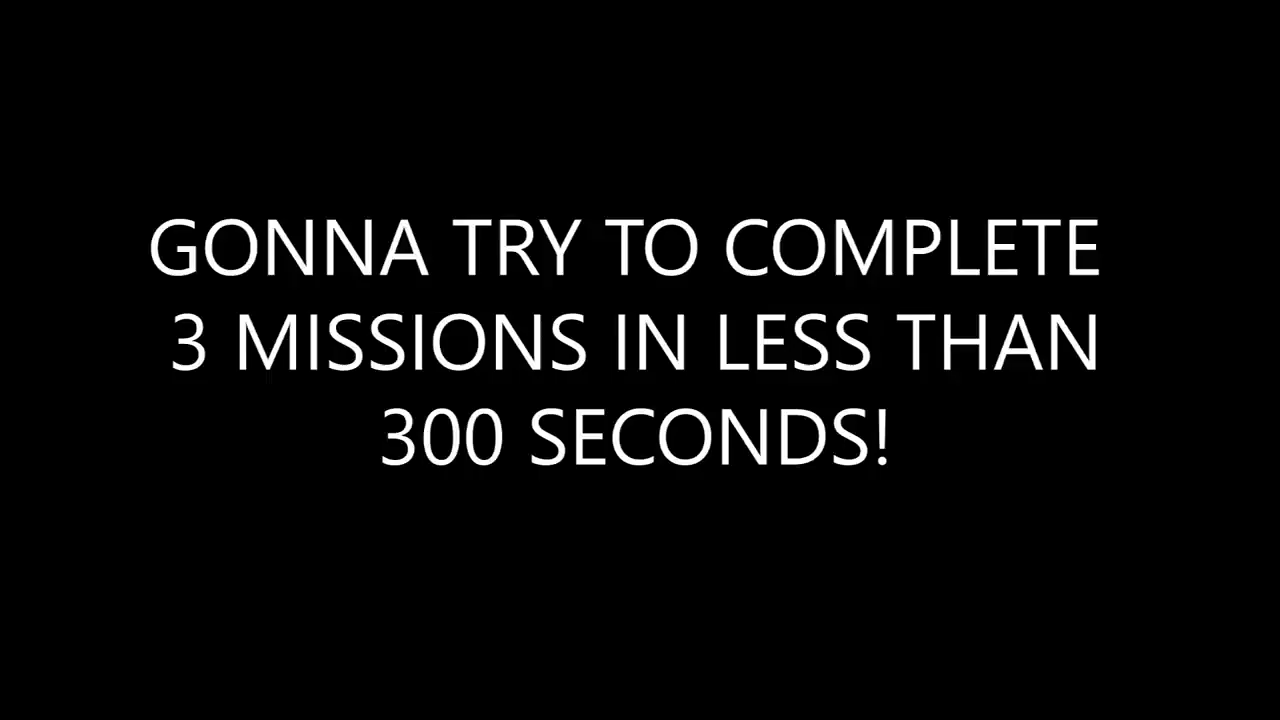 GONNA TRY TO COMPLETE
3 MISSIONS IN LESS THAN
300 SECONDS!